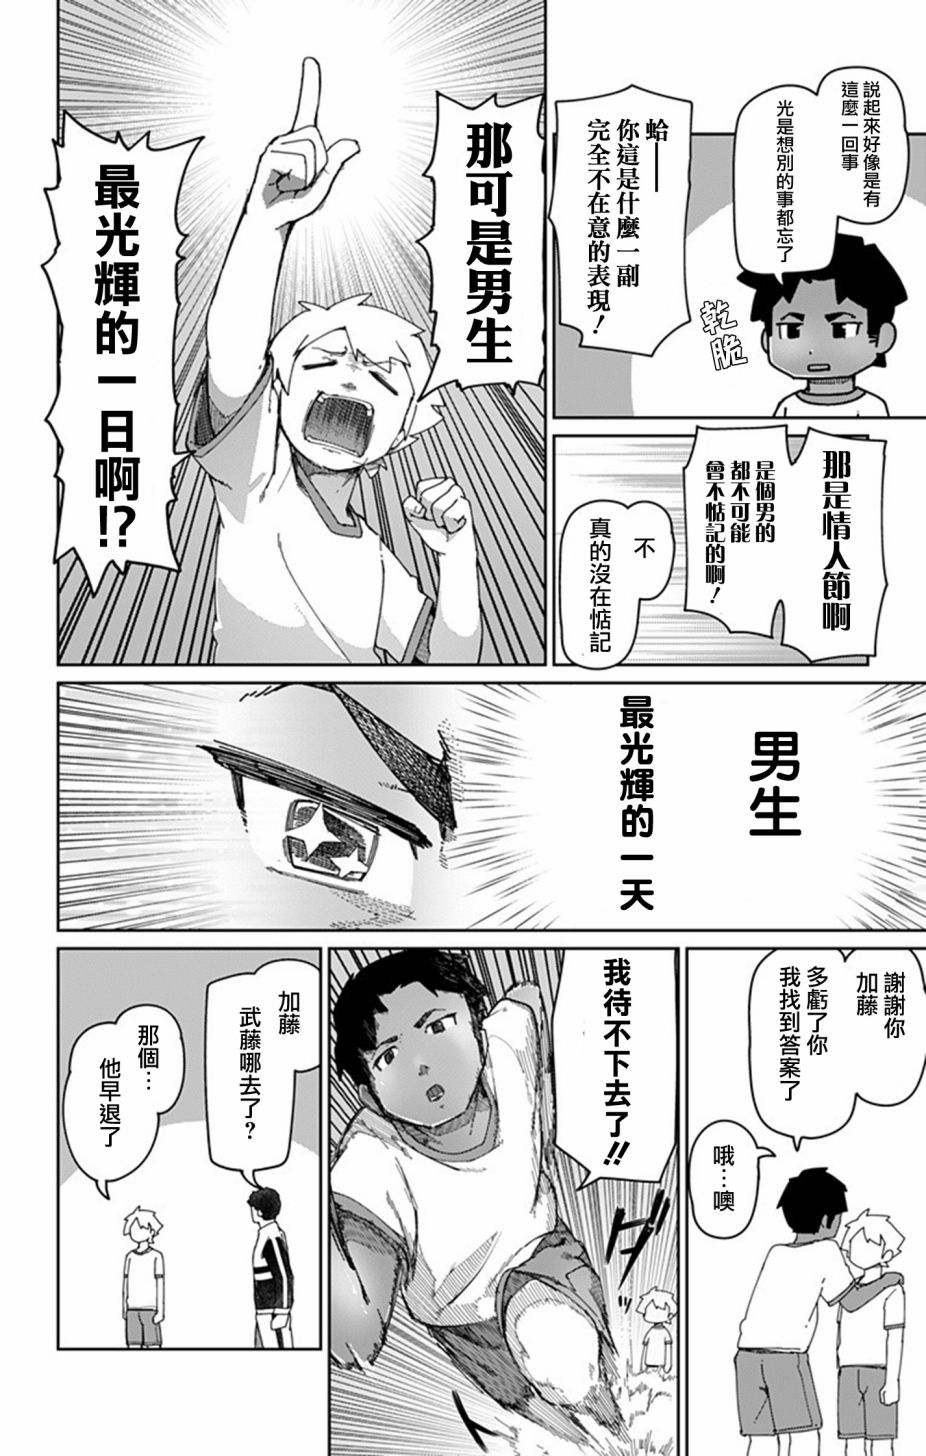 說起來好像是有
這麼一回事
光是想別的事都忘了
乾脆
蛤——
你這是什麼一副
完全不在意的表現！
那是情人節啊
是個男的
都不可能
會不惦記的啊！
不
真的沒在惦記
那可是男生
最光輝的一日啊!?
男生
最光輝的一天
謝謝你
加藤
多虧了你
我找到答案了
哦…噢
我待不下去了!!
ダッ
加藤
武藤哪去了？
那個…
他早退了